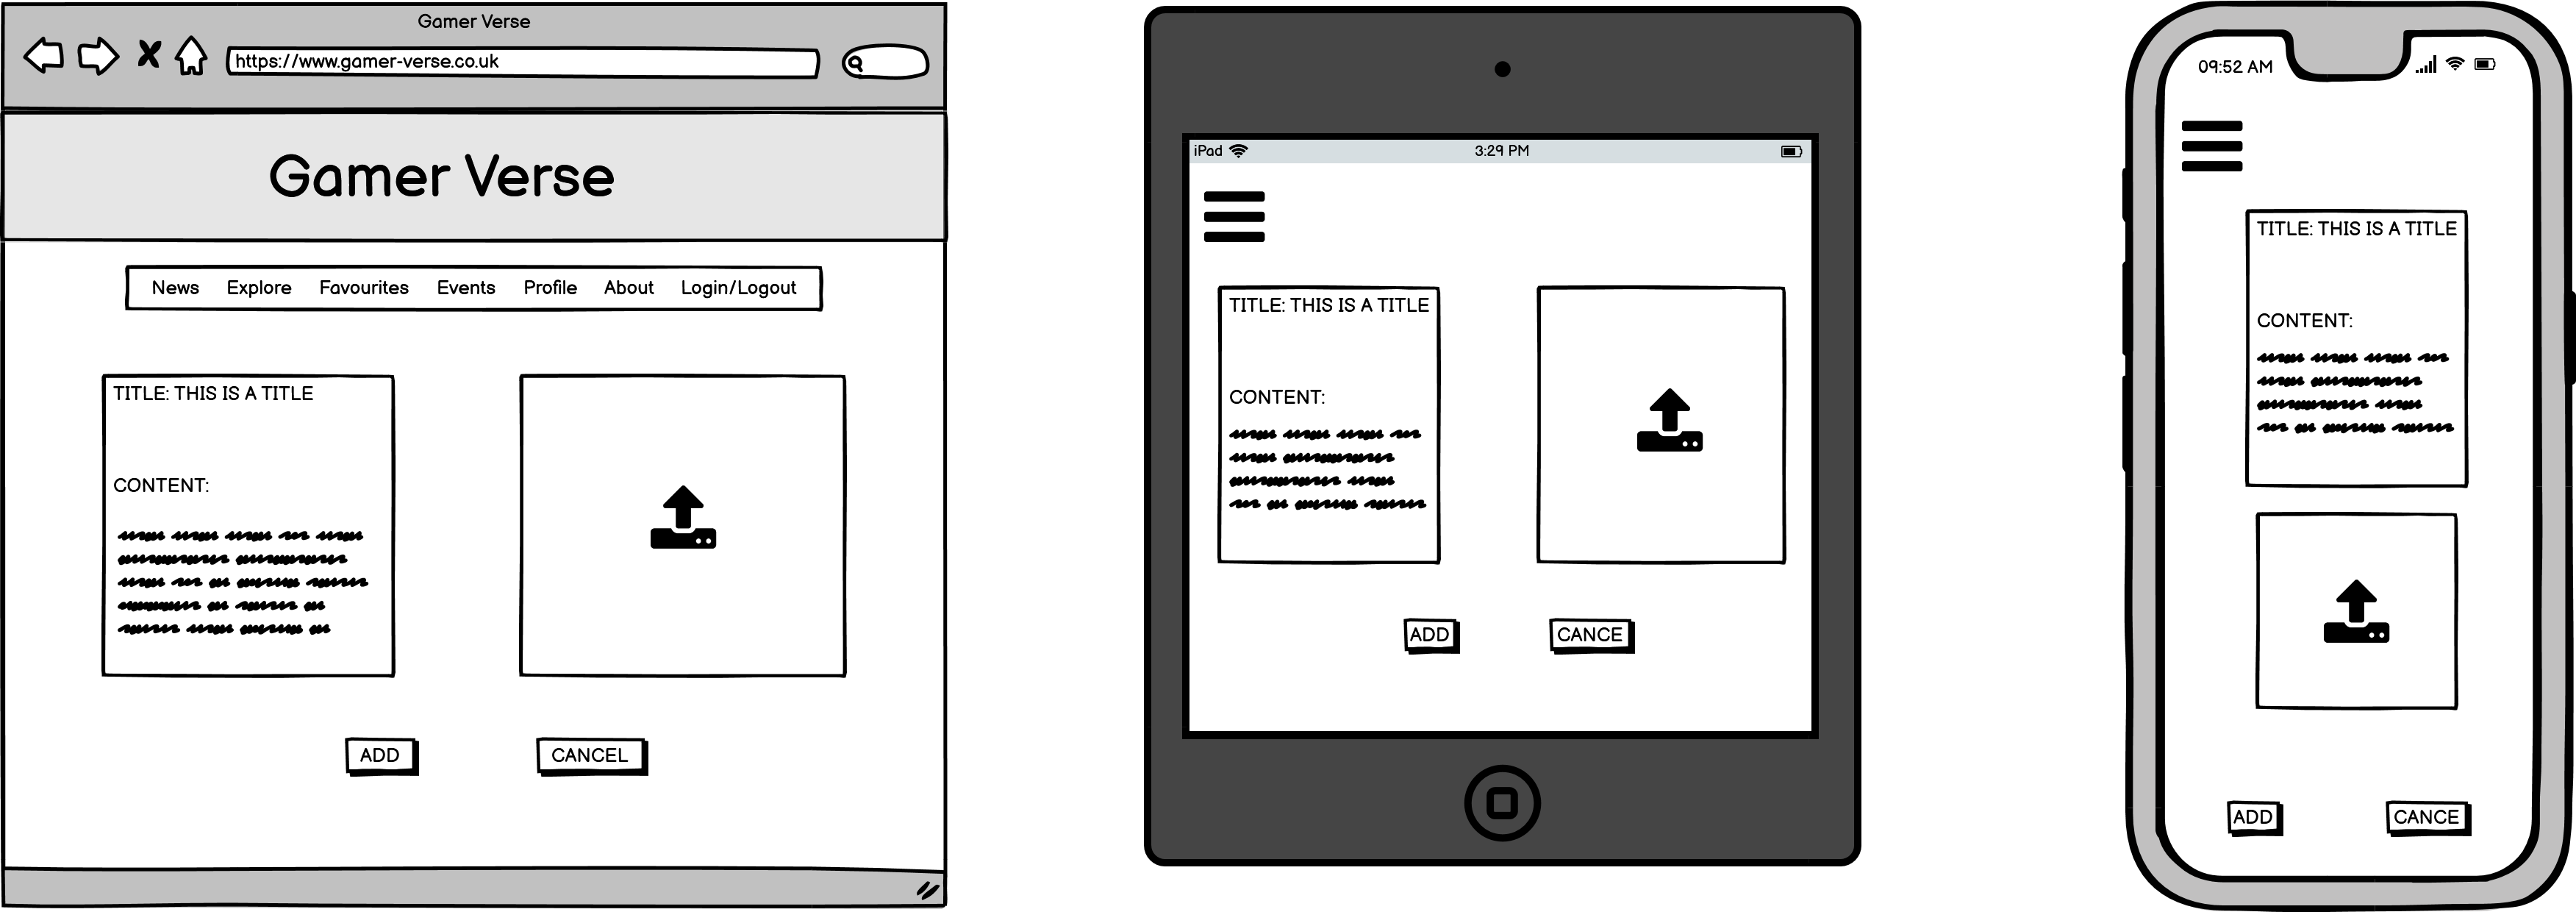 Gamer Verse
https://www.gamer-verse.co.uk
Gamer Verse
News Explore Favourites Events Profile About Login/Logout
TITLE: THIS IS A TITLE
CONTENT:
ADD CANCEL
iPad 3:29 PM
TITLE: THIS IS A TITLE
CONTENT:
ADD CANCE
09:52 AM
TITLE: THIS IS A TITLE
CONTENT:
ADD CANCE